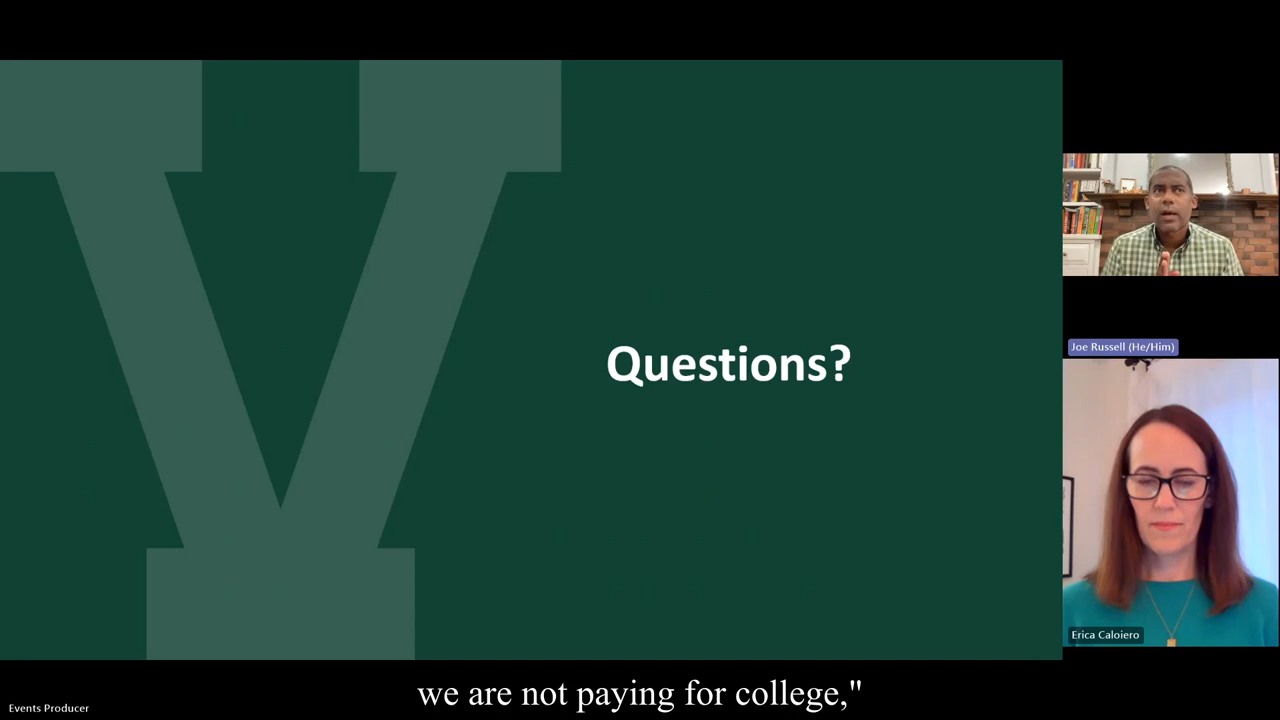 V
Questions?
Joe Russell (He/Him)
Erica Caloiero
we are not paying for college,"
Events Producer